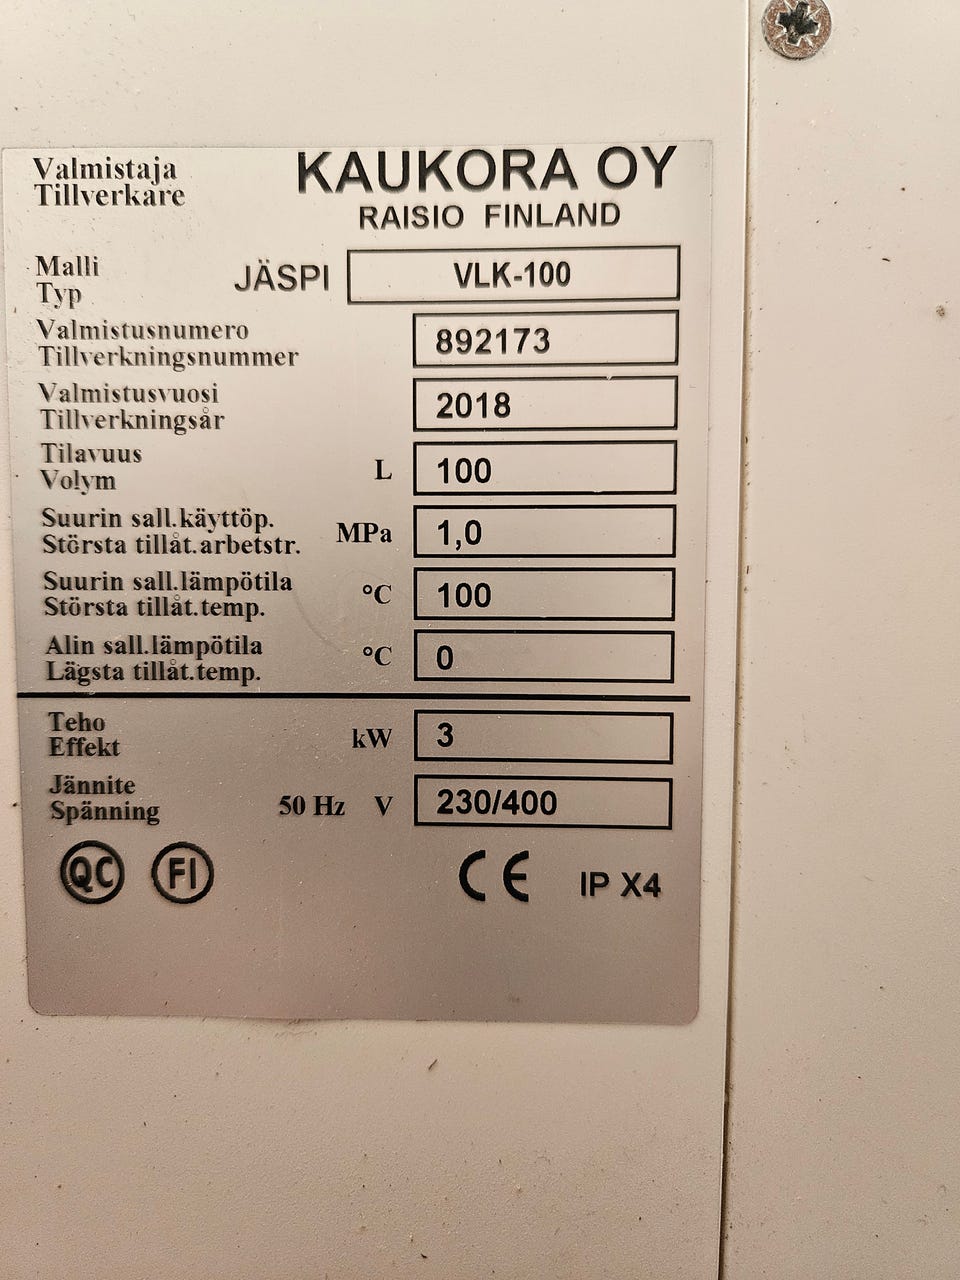 Valmistaja KAUKORA OY
Tillverkare RAISIO FINLAND
Malli
Typ JÄSPI VLK-100
Valmistusnumero
Tillverkningsnummer 892173
Valmistusvuosi
Tillverkningsår 2018
Tilavuus
Volym L 100
Suurin sall.käyttöp.
Största tillåt.arbetstr. MPa 1,0
Suurin sall.lämpötila
Största tillåt.temp. °C 100
Alin sall.lämpötila
Lägsta tillåt.temp. °C 0
Teho
Effekt kW 3
Jännite
Spänning 50 Hz V 230/400
QC FI CE IP X4